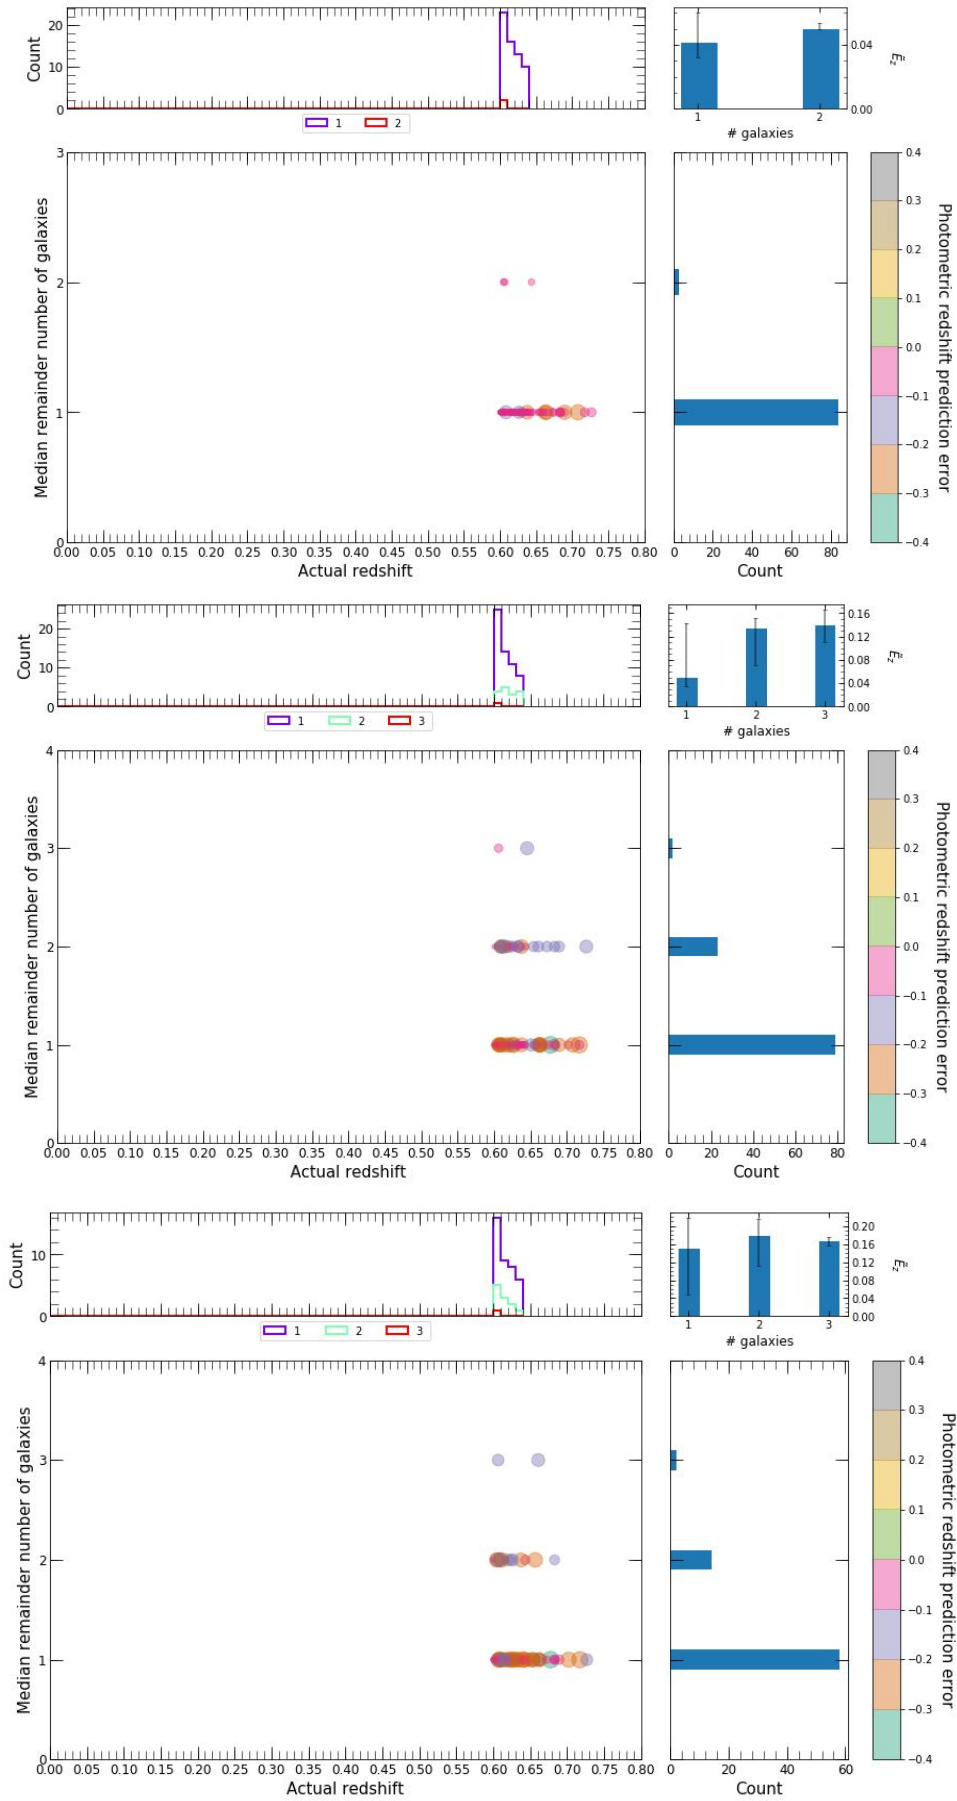 Count
20
10
0
1 2
0.04
0.00
Ẽz
1 2
# galaxies
Median remainder number of galaxies
3
2
1
0
0.00 0.05 0.10 0.15 0.20 0.25 0.30 0.35 0.40 0.45 0.50 0.55 0.60 0.65 0.70 0.75 0.80
Actual redshift
0 20 40 60 80
Count
0.4
0.3
0.2
0.1
0.0
−0.1
−0.2
−0.3
−0.4
Photometric redshift prediction error
Count
20
10
0
1 2 3
0.16
0.12
0.08
0.04
0.00
Ẽz
1 2 3
# galaxies
Median remainder number of galaxies
4
3
2
1
0
0.00 0.05 0.10 0.15 0.20 0.25 0.30 0.35 0.40 0.45 0.50 0.55 0.60 0.65 0.70 0.75 0.80
Actual redshift
0 20 40 60 80
Count
0.4
0.3
0.2
0.1
0.0
−0.1
−0.2
−0.3
−0.4
Photometric redshift prediction error
Count
10
0
1 2 3
0.20
0.16
0.12
0.08
0.04
0.00
Ẽz
1 2 3
# galaxies
Median remainder number of galaxies
4
3
2
1
0
0.00 0.05 0.10 0.15 0.20 0.25 0.30 0.35 0.40 0.45 0.50 0.55 0.60 0.65 0.70 0.75 0.80
Actual redshift
0 20 40 60
Count
0.4
0.3
0.2
0.1
0.0
−0.1
−0.2
−0.3
−0.4
Photometric redshift prediction error